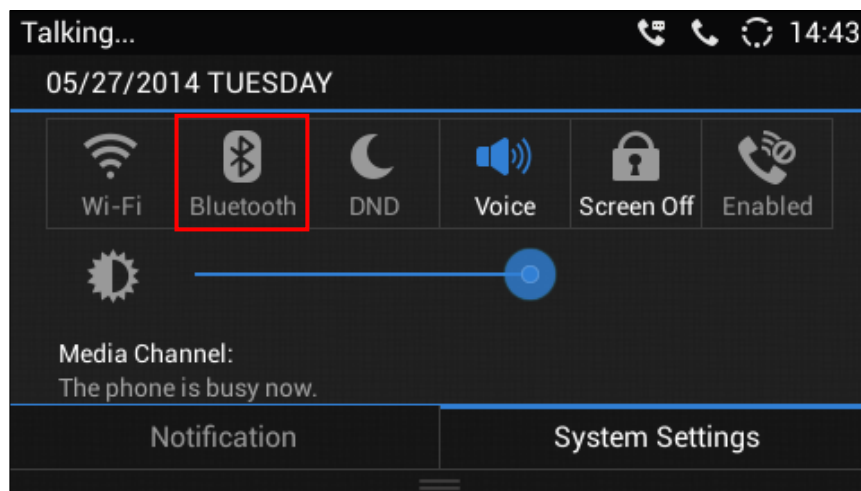 Talking... 14:43
05/27/2014 TUESDAY
Wi-Fi Bluetooth DND Voice Screen Off Enabled
Media Channel:
The phone is busy now.
Notification System Settings